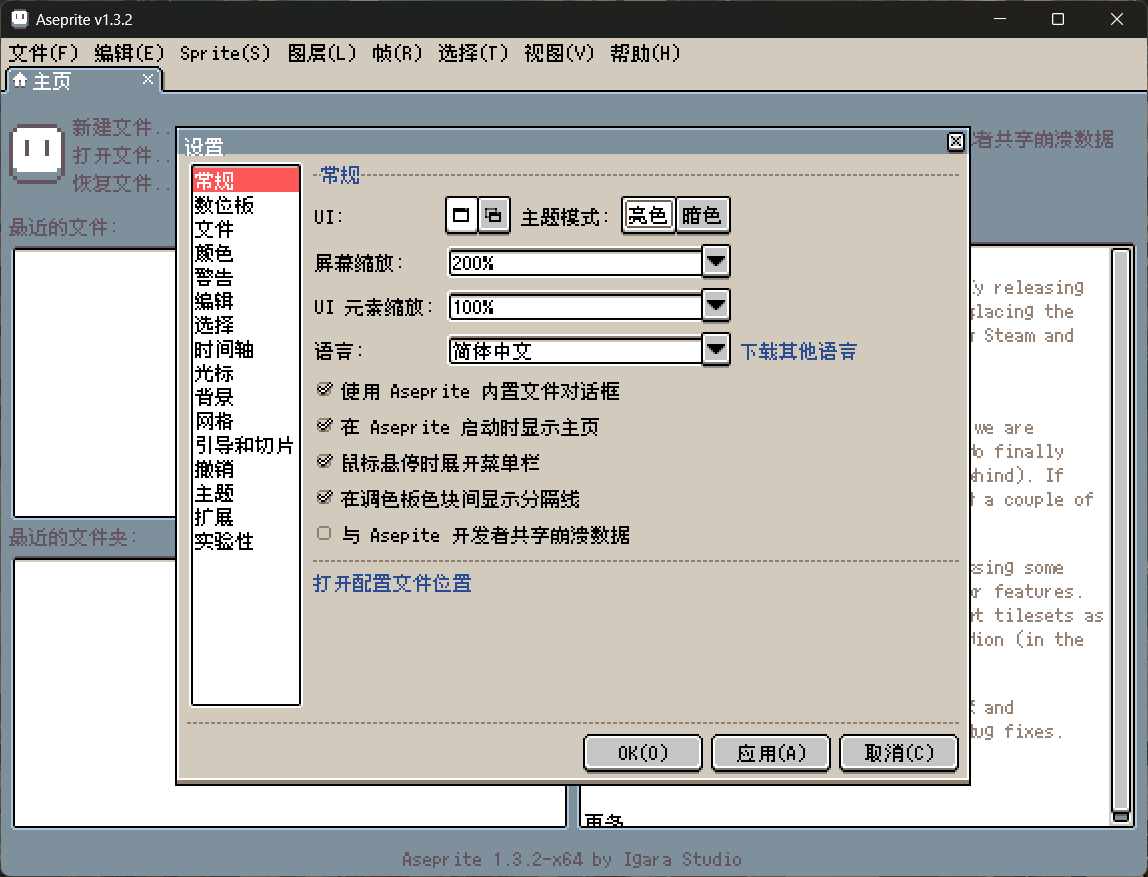 Aseprite v1.3.2
文件(F) 编辑(E) Sprite(S) 图层(L) 帧(R) 选择(T) 视图(V) 帮助(H)
主页
新建文件..
打开文件..
恢复文件..
者共享崩溃数据
最近的文件:
最近的文件夹:
设置
常规
数位板
文件
颜色
警告
编辑
选择
时间轴
光标
背景
网格
引导和切片
撤销
主题
扩展
实验性
常规
UI: 主题模式: 亮色 暗色
屏幕缩放: 200%
UI 元素缩放: 100%
语言: 简体中文 下载其他语言
使用 Aseprite 内置文件对话框
在 Aseprite 启动时显示主页
鼠标悬停时展开菜单栏
在调色板色块间显示分隔线
与 Asepite 开发者共享崩溃数据
打开配置文件位置
OK(O) 应用(A) 取消(C)
y releasing
placing the
r Steam and
we are
o finally
hind). If
t a couple of
ssing some
or features.
nt tilesets as
tion (in the
and
bug fixes.
更多
Aseprite 1.3.2-x64 by Igara Studio